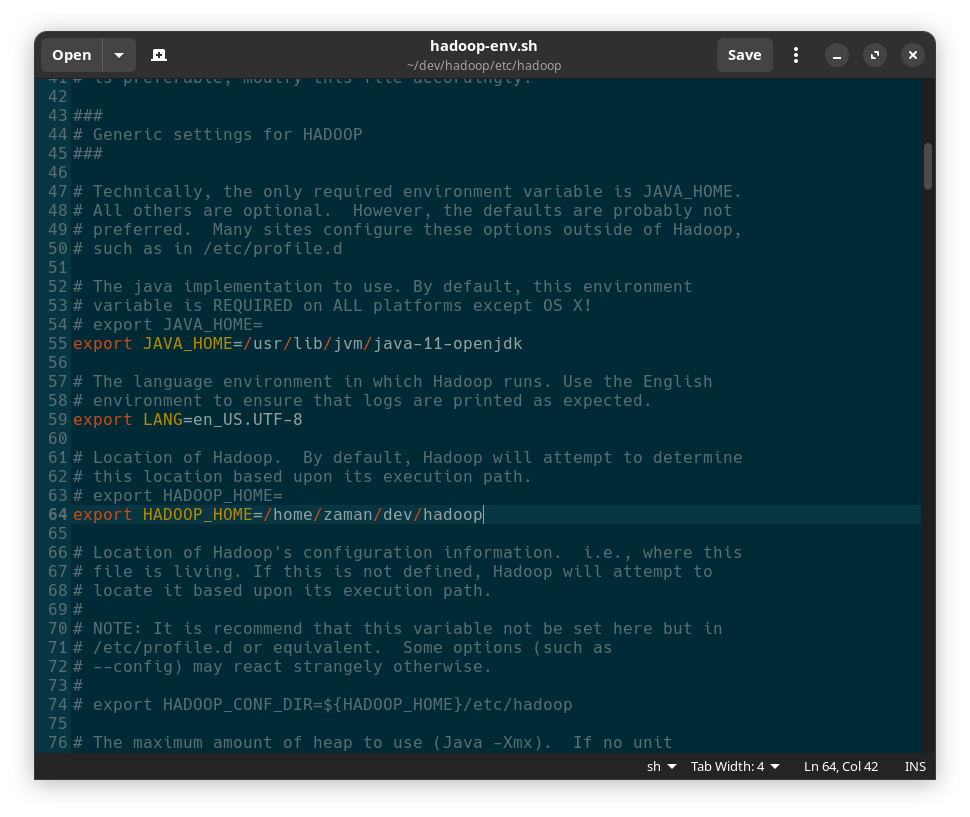 Open
hadoop-env.sh
~/dev/hadoop/etc/hadoop
Save
41 # is preferable, modify this file accordingly.
42
43 ###
44 # Generic settings for HADOOP
45 ###
46
47 # Technically, the only required environment variable is JAVA_HOME.
48 # All others are optional.  However, the defaults are probably not
49 # preferred.  Many sites configure these options outside of Hadoop,
50 # such as in /etc/profile.d
51
52 # The java implementation to use. By default, this environment
53 # variable is REQUIRED on ALL platforms except OS X!
54 # export JAVA_HOME=
55 export JAVA_HOME=/usr/lib/jvm/java-11-openjdk
56
57 # The language environment in which Hadoop runs. Use the English
58 # environment to ensure that logs are printed as expected.
59 export LANG=en_US.UTF-8
60
61 # Location of Hadoop.  By default, Hadoop will attempt to determine
62 # this location based upon its execution path.
63 # export HADOOP_HOME=
64 export HADOOP_HOME=/home/zaman/dev/hadoop
65
66 # Location of Hadoop's configuration information.  i.e., where this
67 # file is living. If this is not defined, Hadoop will attempt to
68 # locate it based upon its execution path.
69 #
70 # NOTE: It is recommend that this variable not be set here but in
71 # /etc/profile.d or equivalent.  Some options (such as
72 # --config) may react strangely otherwise.
73 #
74 # export HADOOP_CONF_DIR=${HADOOP_HOME}/etc/hadoop
75
76 # The maximum amount of heap to use (Java -Xmx).  If no unit
sh Tab Width: 4 Ln 64, Col 42 INS